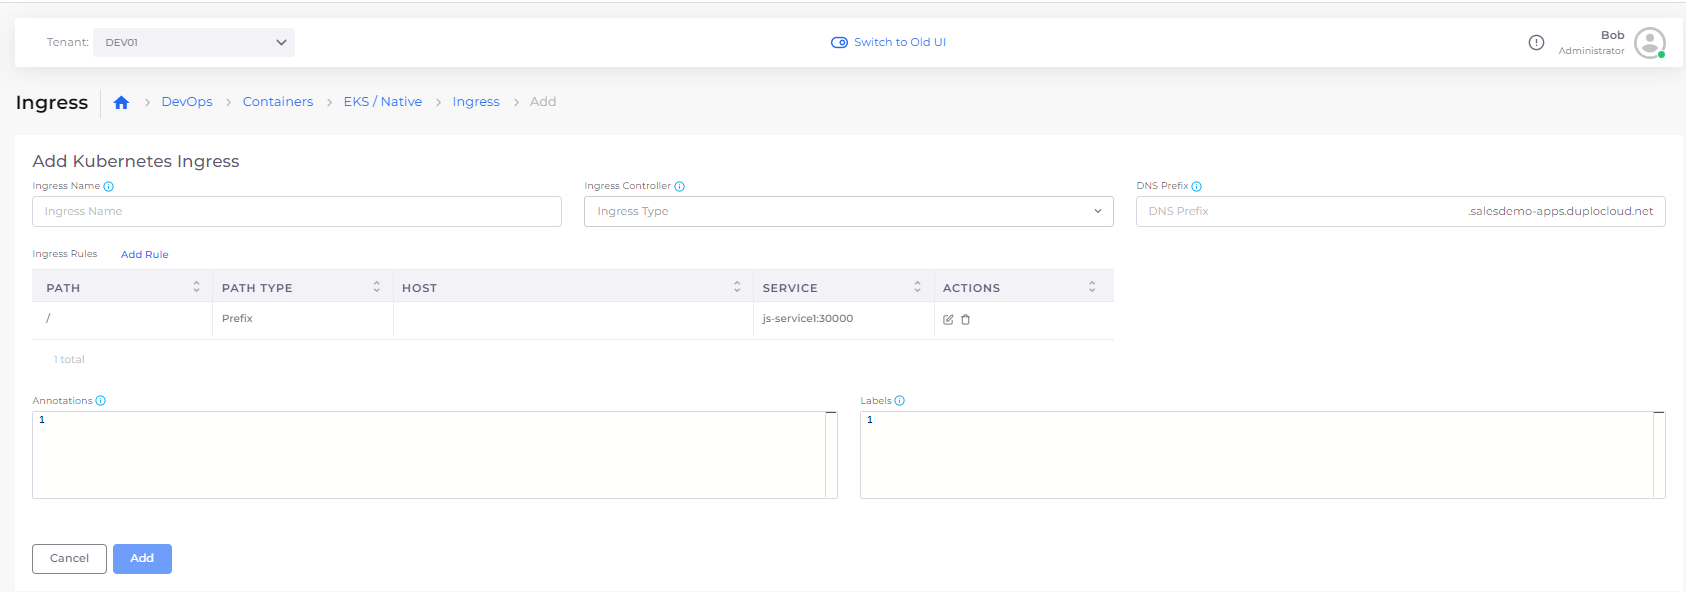 Tenant: DEV01 Switch to Old UI Bob
Administrator
Ingress > DevOps > Containers > EKS / Native > Ingress > Add
Add Kubernetes Ingress
Ingress Name Ingress Controller DNS Prefix
Ingress Name Ingress Type DNS Prefix .salesdemo-apps.duplocloud.net
Ingress Rules Add Rule
PATH PATH TYPE HOST SERVICE ACTIONS
/ Prefix js-service1:30000
1 total
Annotations Labels
1 1
Cancel Add